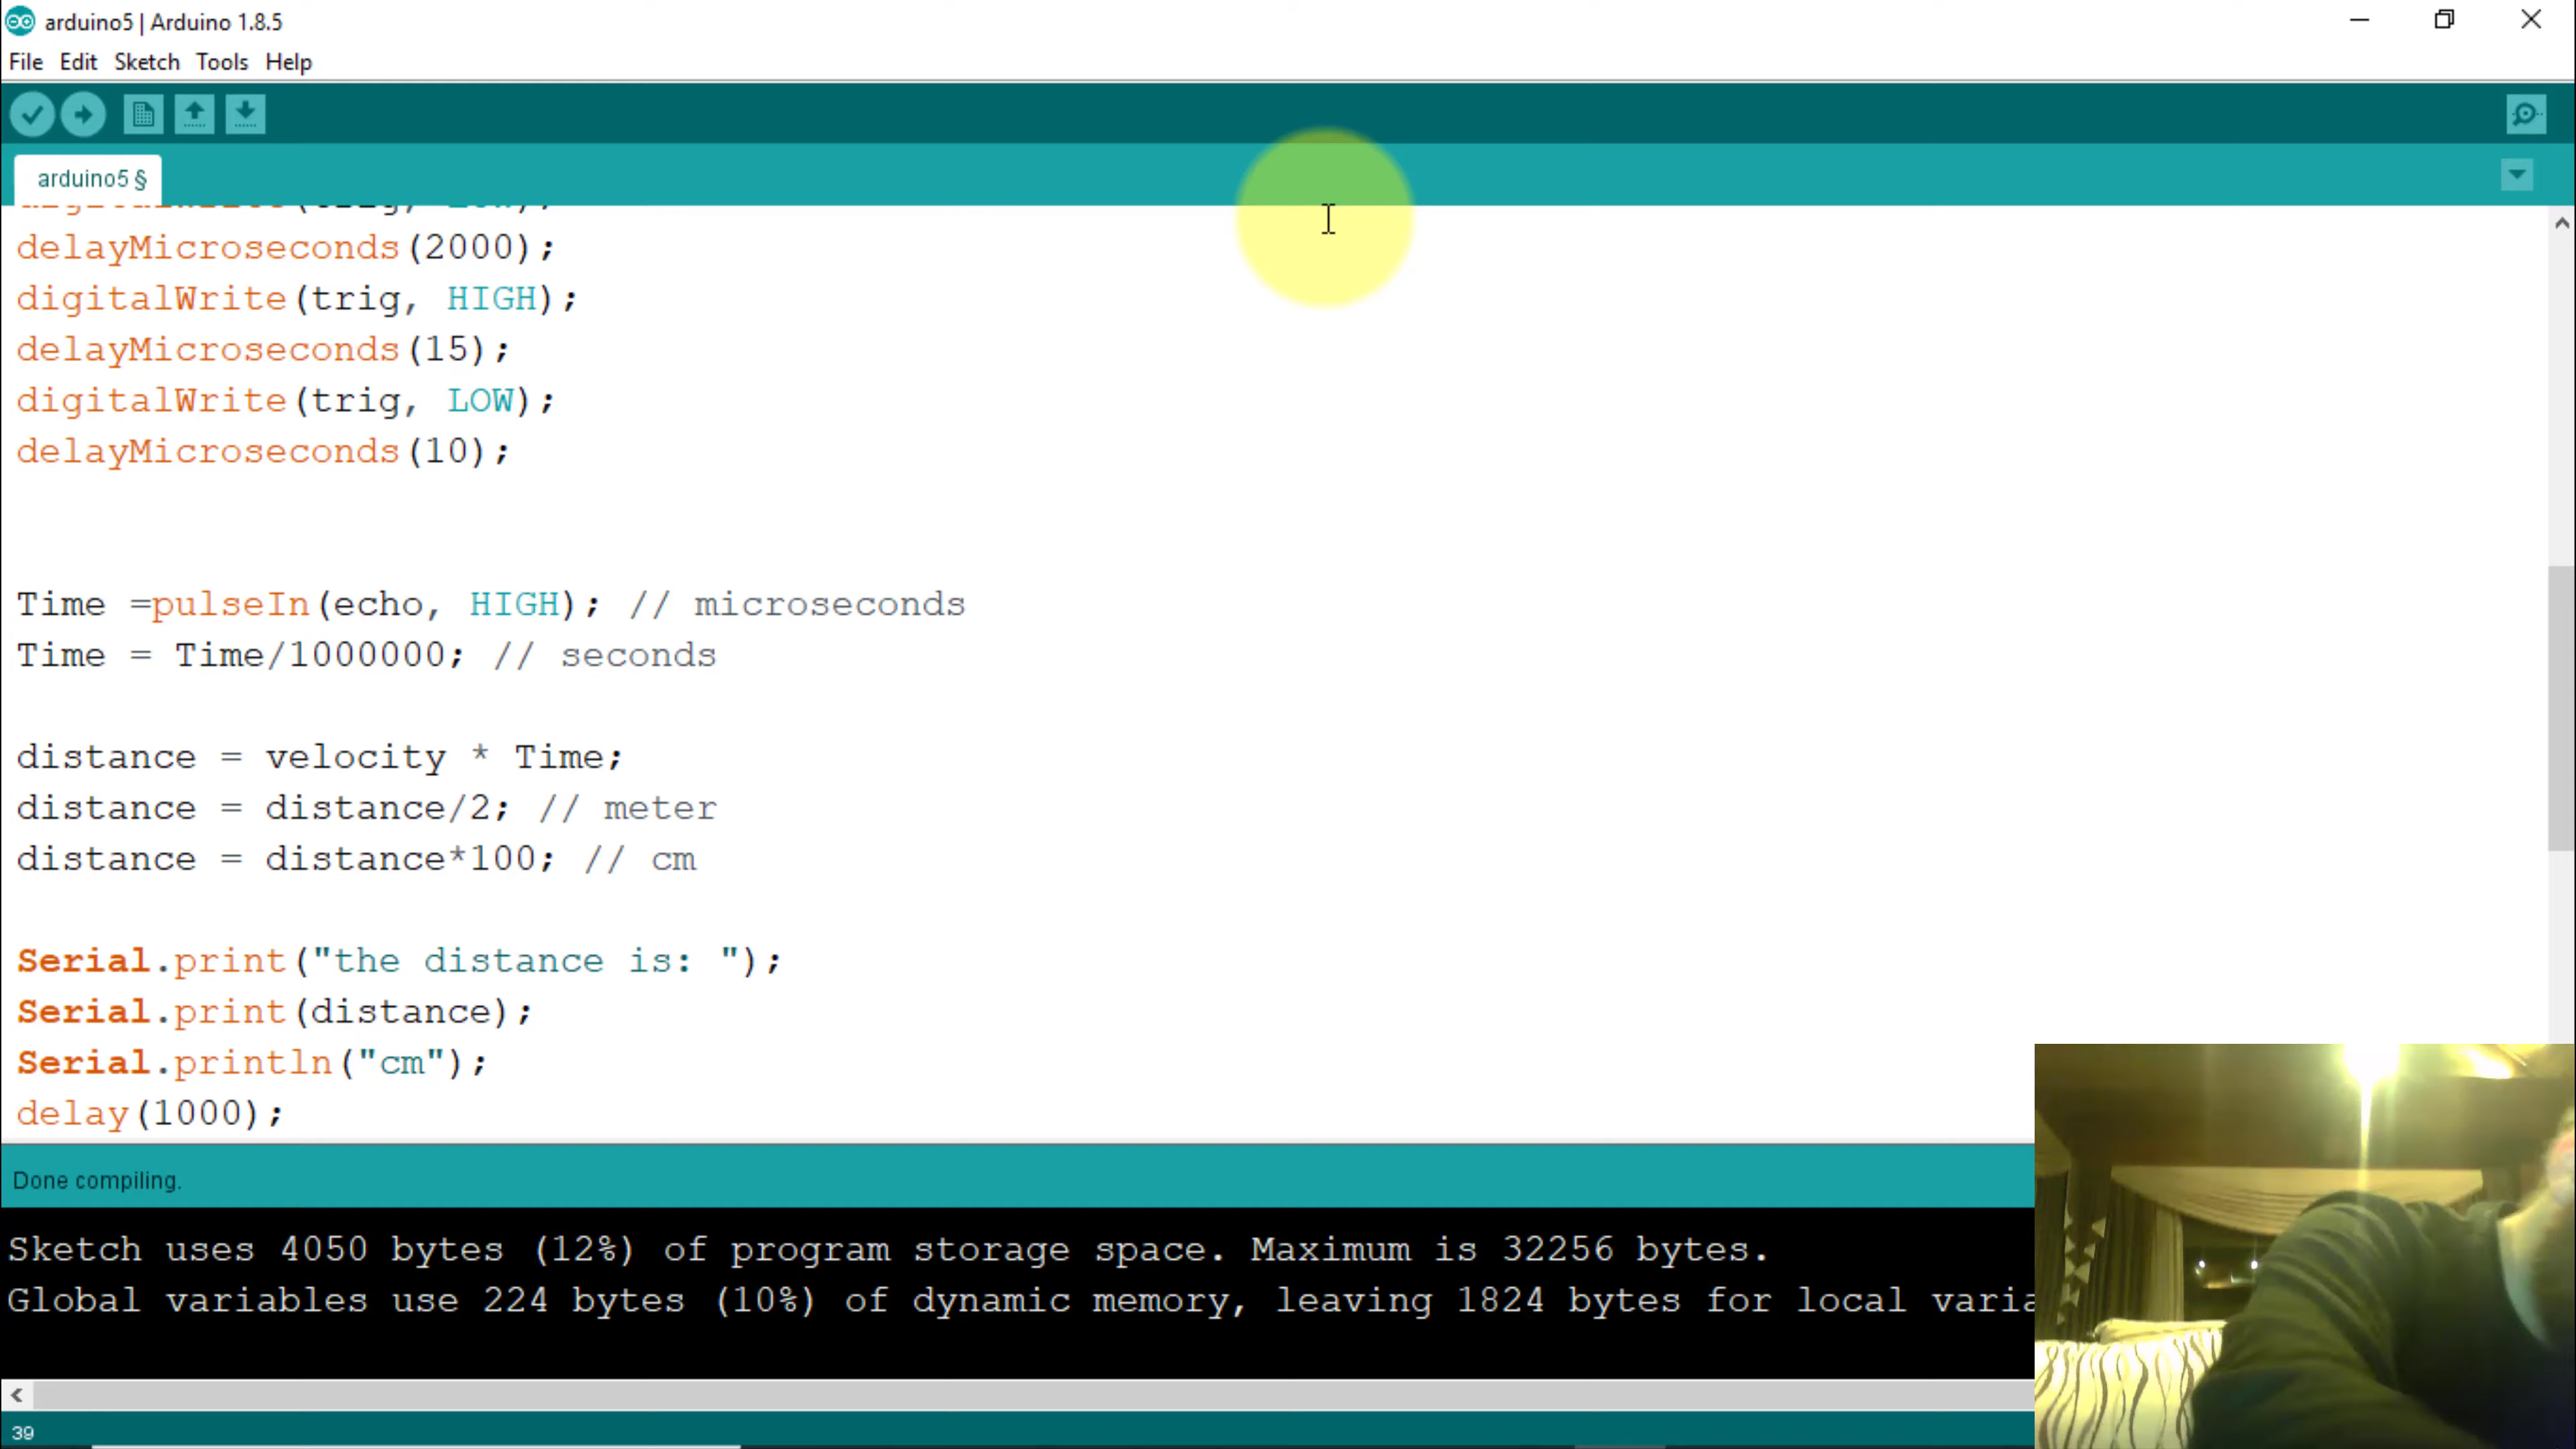 arduino5 | Arduino 1.8.5
File Edit Sketch Tools Help
arduino5 §
digitalWrite(trig, LOW);
delayMicroseconds(2000);
digitalWrite(trig, HIGH);
delayMicroseconds(15);
digitalWrite(trig, LOW);
delayMicroseconds(10);
Time =pulseIn(echo, HIGH); // microseconds
Time = Time/1000000; // seconds
distance = velocity * Time;
distance = distance/2; // meter
distance = distance*100; // cm
Serial.print("the distance is: ");
Serial.print(distance);
Serial.println("cm");
delay(1000);
Done compiling.
Sketch uses 4050 bytes (12%) of program storage space. Maximum is 32256 bytes.
Global variables use 224 bytes (10%) of dynamic memory, leaving 1824 bytes for local varia
39